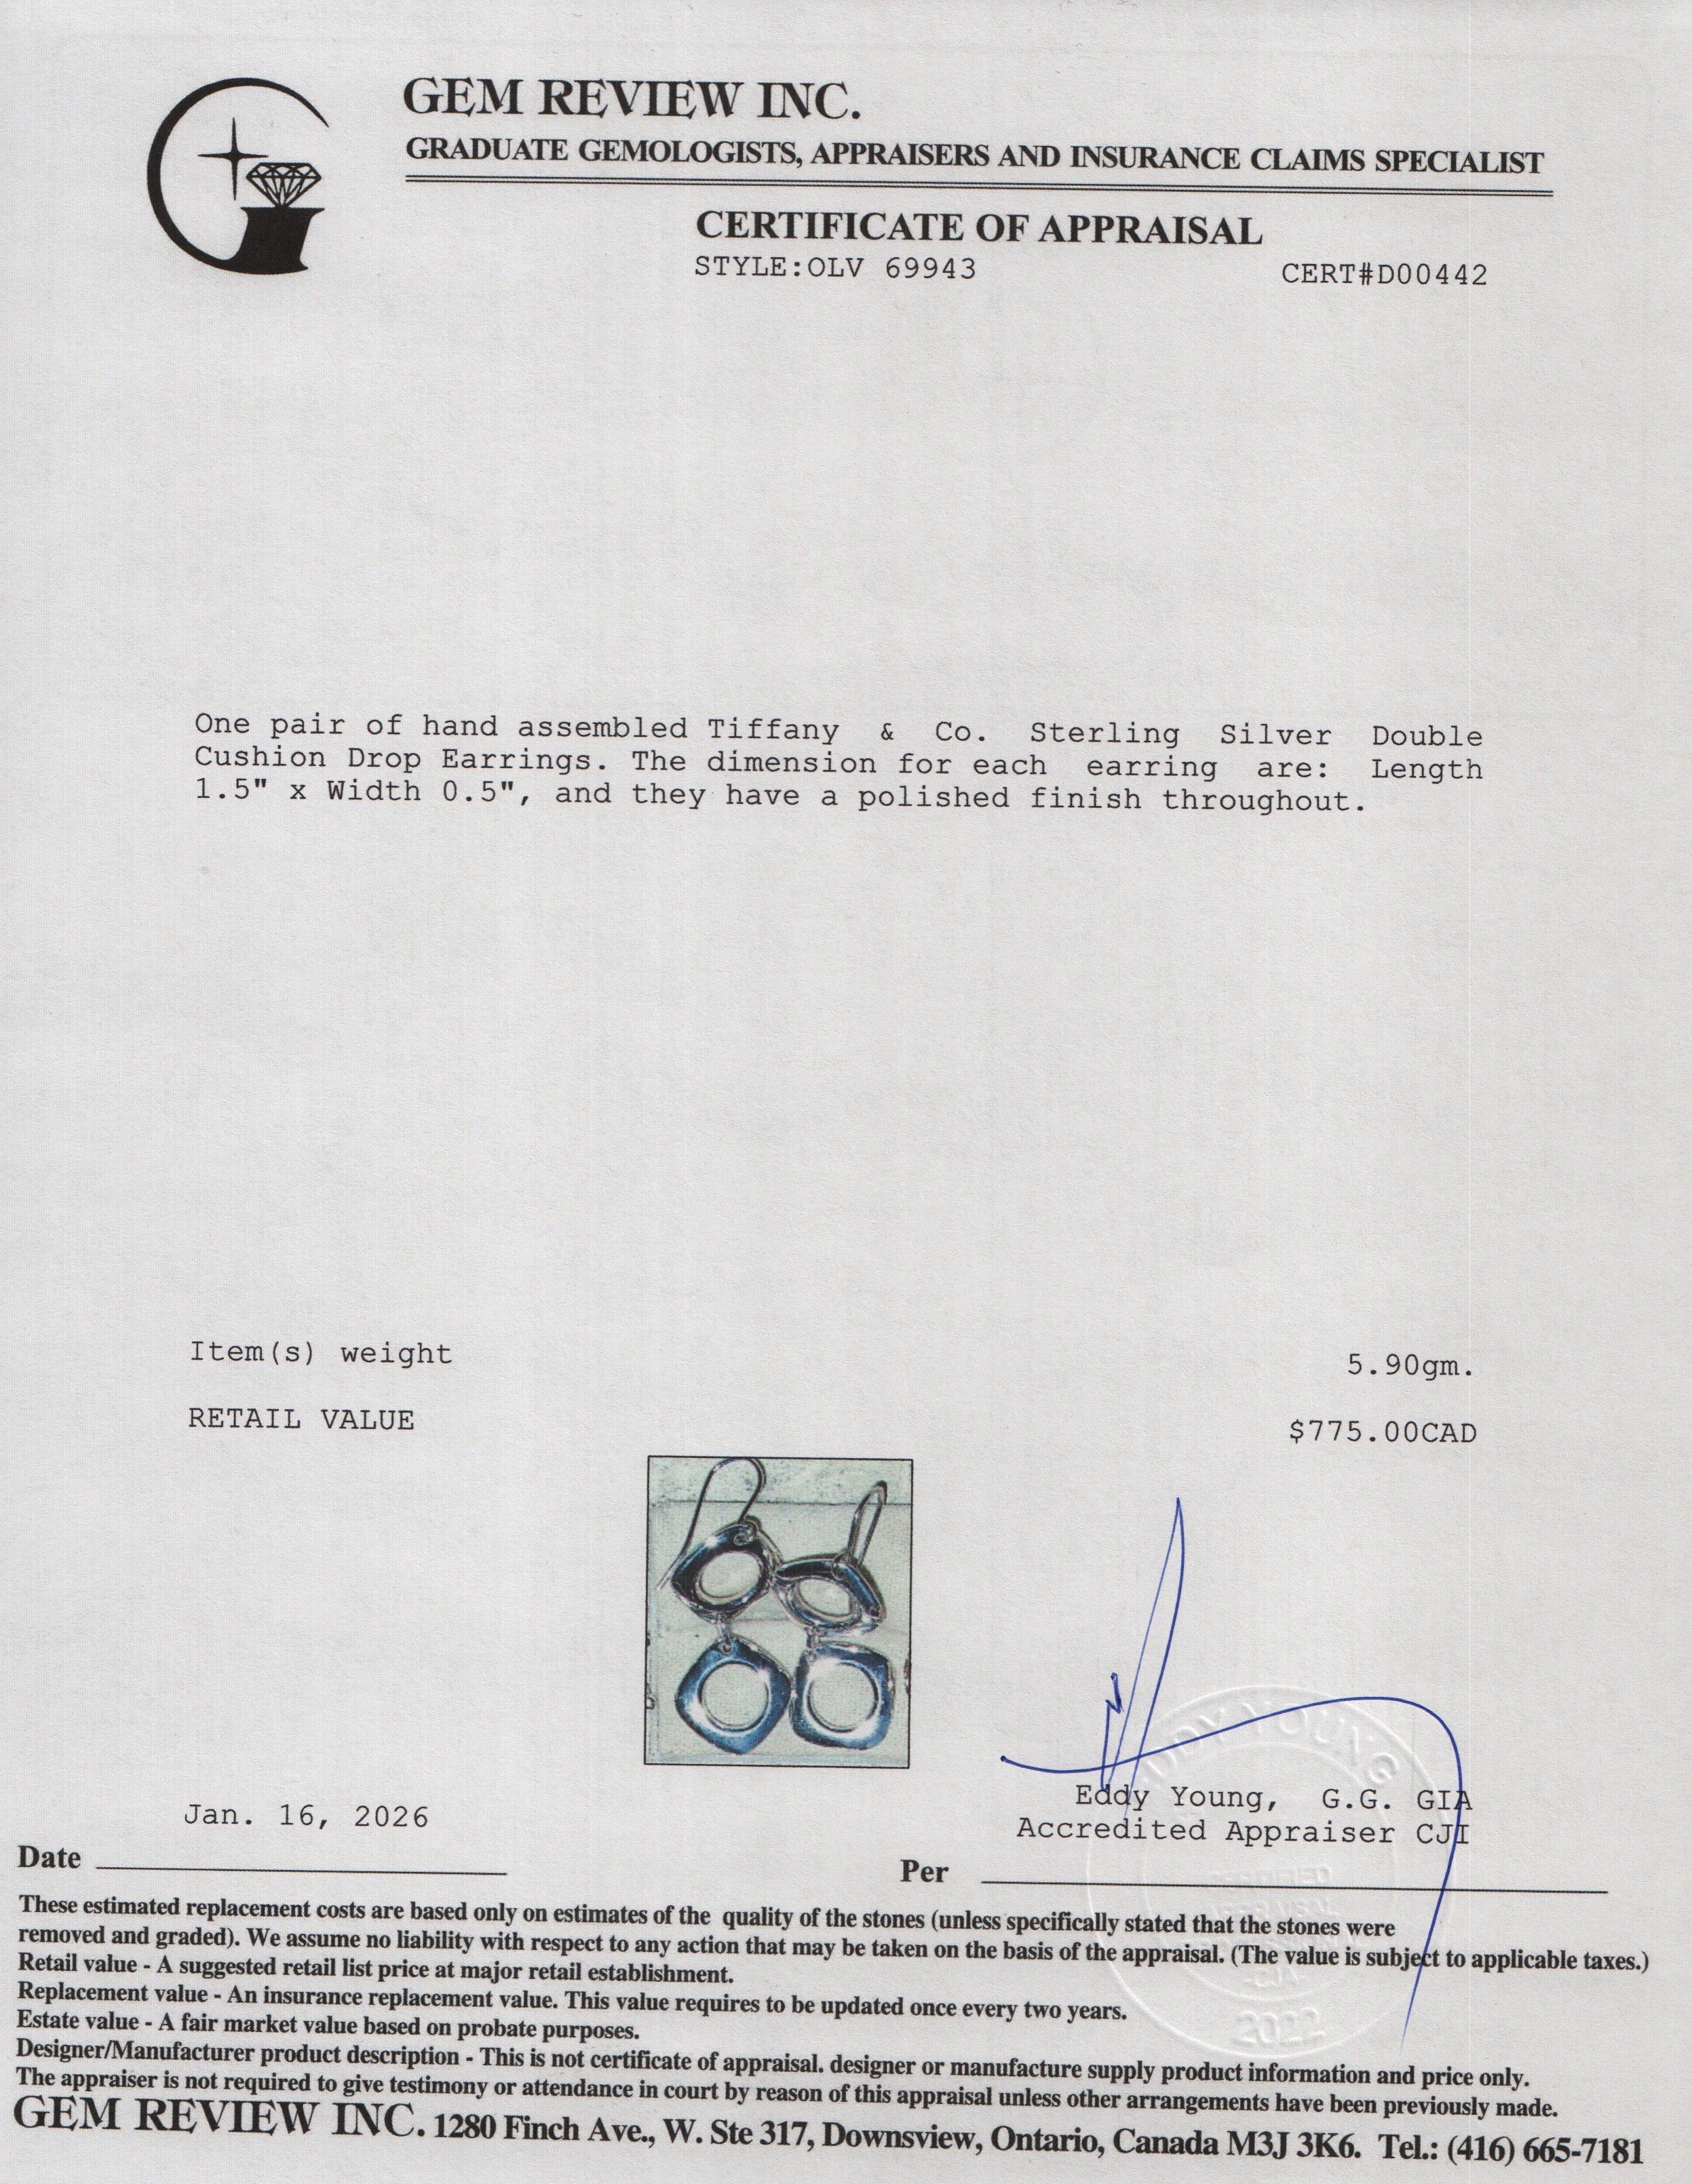 GEM REVIEW INC.
GRADUATE GEMOLOGISTS, APPRAISERS AND INSURANCE CLAIMS SPECIALIST
CERTIFICATE OF APPRAISAL
STYLE:OLV 69943
CERT#D00442
One pair of hand assembled Tiffany & Co. Sterling Silver Double
Cushion Drop Earrings. The dimension for each earring are: Length
1.5" x Width 0.5", and they have a polished finish throughout.
Item(s) weight 5.90gm.
RETAIL VALUE $775.00CAD
EDDY YOUNG
Eddy Young, G.G. GIA
Accredited Appraiser CJI
Jan. 16, 2026
Date
Per
2022
These estimated replacement costs are based only on estimates of the quality of the stones (unless specifically stated that the stones were
removed and graded). We assume no liability with respect to any action that may be taken on the basis of the appraisal. (The value is subject to applicable taxes.)
Retail value - A suggested retail list price at major retail establishment.
Replacement value - An insurance replacement value. This value requires to be updated once every two years.
Estate value - A fair market value based on probate purposes.
Designer/Manufacturer product description - This is not certificate of appraisal. designer or manufacture supply product information and price only.
The appraiser is not required to give testimony or attendance in court by reason of this appraisal unless other arrangements have been previously made.
GEM REVIEW INC. 1280 Finch Ave., W. Ste 317, Downsview, Ontario, Canada M3J 3K6. Tel.: (416) 665-7181